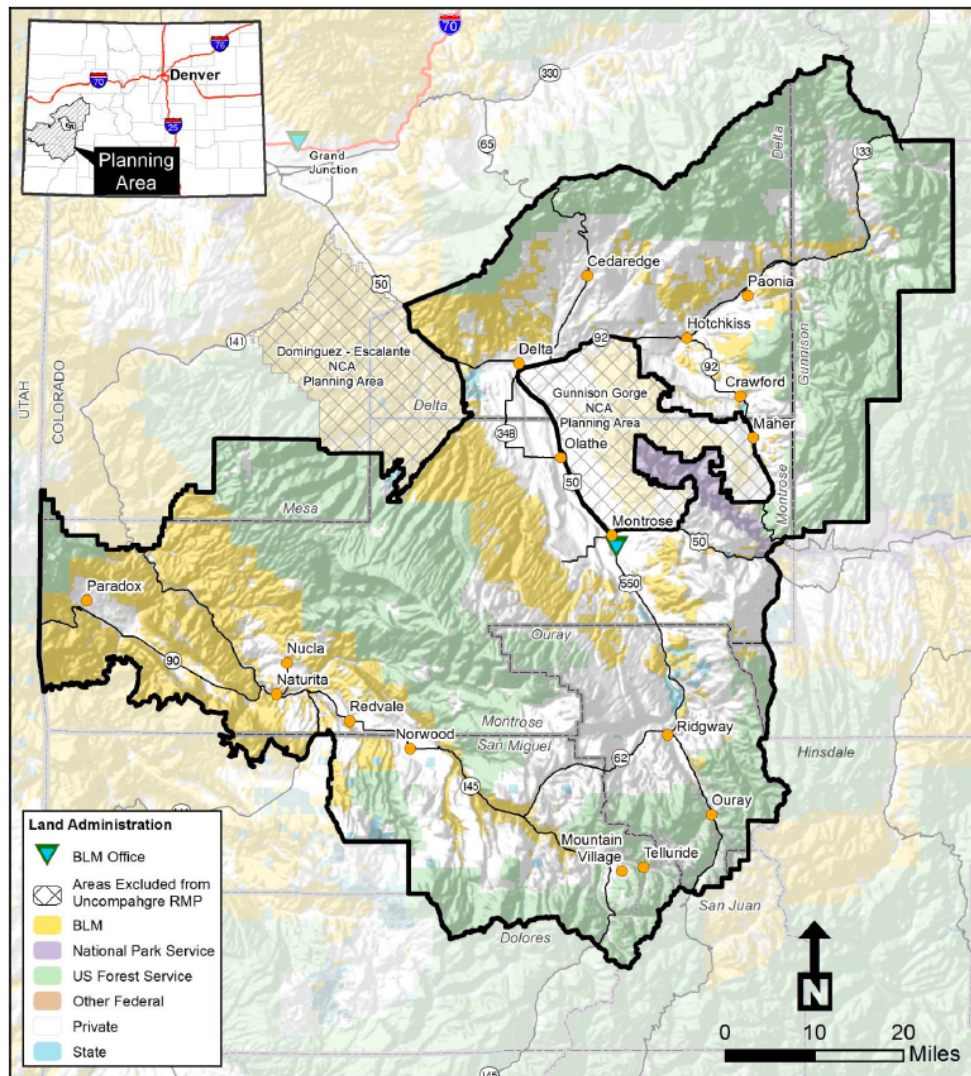 70
76
70
Denver
25
Planning
Area
330
65
Grand
Junction
Delta
133
Cedaredge
Paonia
50
Hotchkiss
141
Dominguez - Escalante
NCA
Planning Area
92
Delta
Gunnison
UTAH
COLORADO
92
Crawford
Gunnison Gorge
NCA
Planning Area
Delta
Maher
348
Olathe
50
Montrose
Mesa
Montrose
50
Paradox
550
Ouray
Nucla
90
Naturita
Redvale
Montrose
Norwood
San Miguel
Ridgway
62
Hinsdale
145
Ouray
Land Administration
BLM Office
Areas Excluded from
Uncompahgre RMP
BLM
National Park Service
US Forest Service
Other Federal
Private
State
Mountain
Village
Telluride
San Juan
Dolores
N
0 10 20
Miles
145